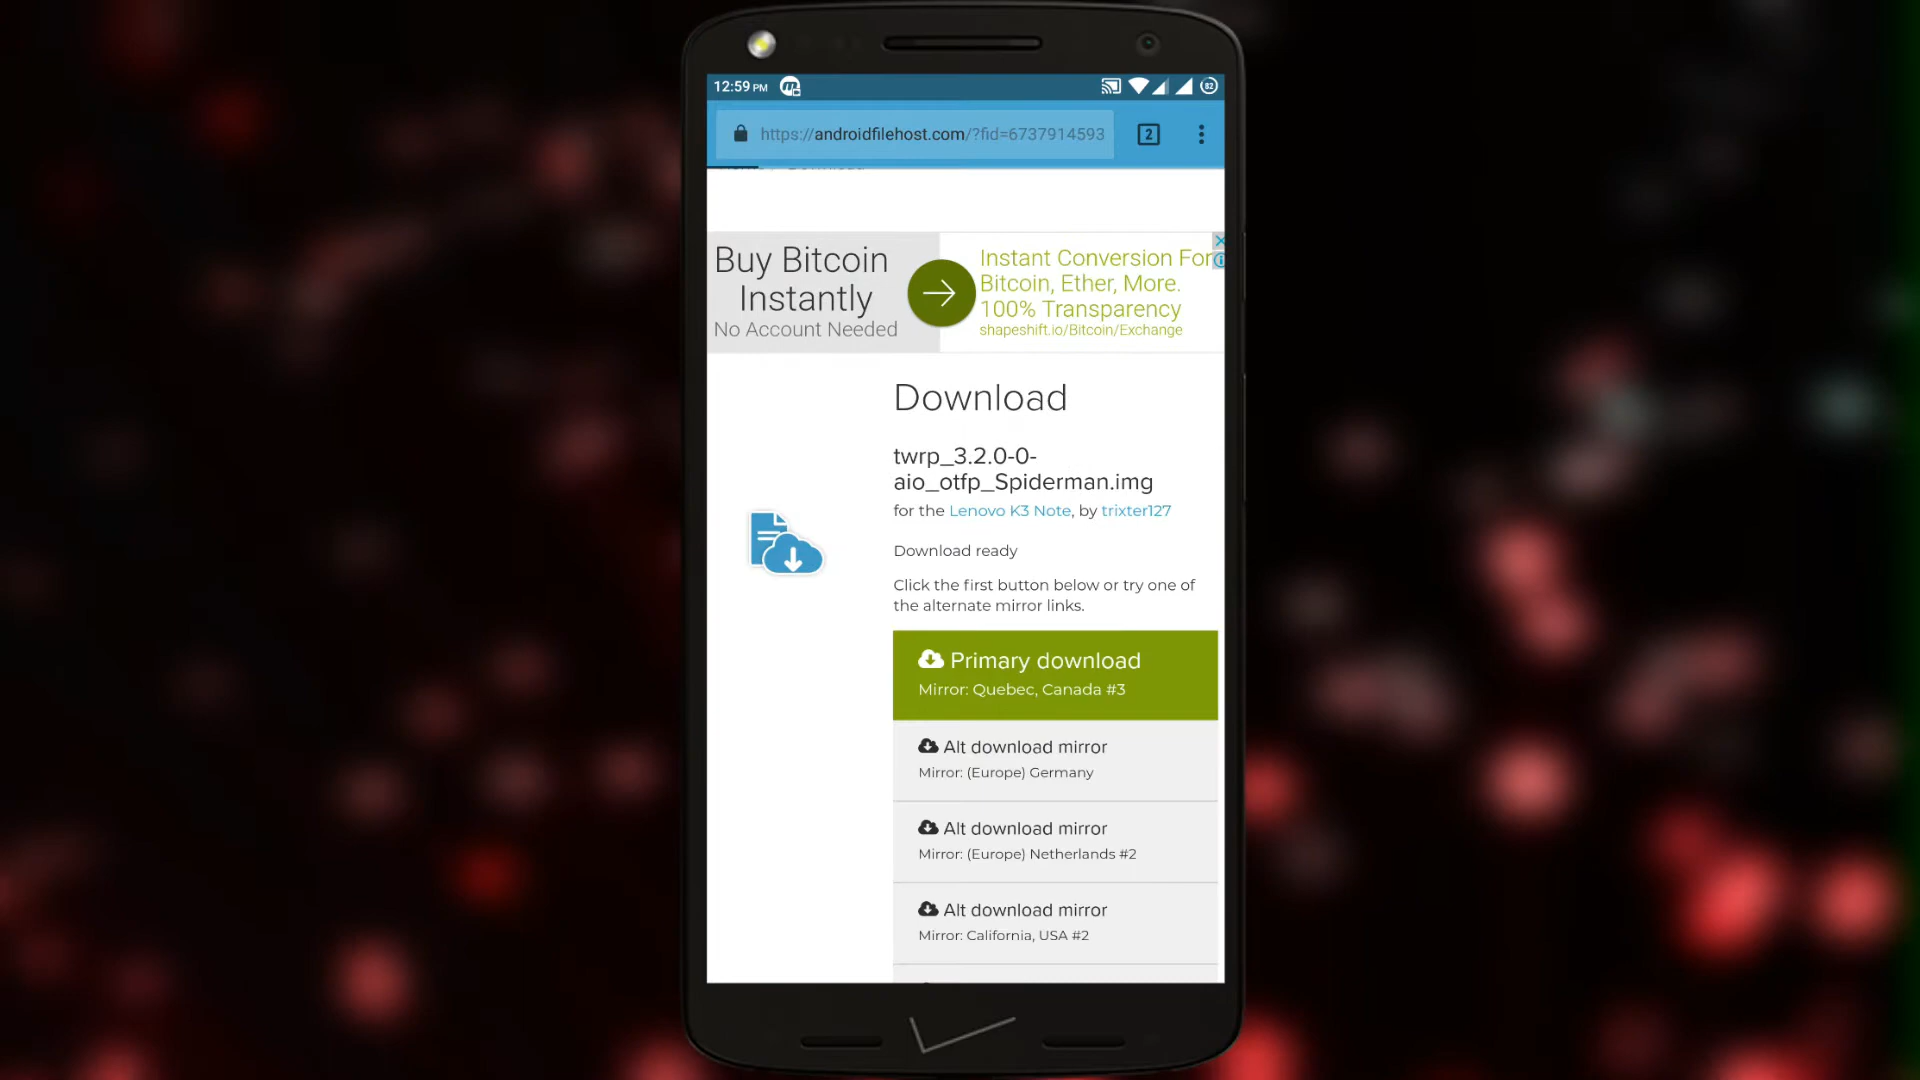 12:59 PM
82
https://androidfilehost.com/?fid=6737914593
2
Buy Bitcoin
Instantly
No Account Needed
Instant Conversion For
Bitcoin, Ether, More.
100% Transparency
shapeshift.io/Bitcoin/Exchange
Download
twrp_3.2.0-0-
aio_otfp_Spiderman.img
for the Lenovo K3 Note, by trixter127
Download ready
Click the first button below or try one of
the alternate mirror links.
Primary download
Mirror: Quebec, Canada #3
Alt download mirror
Mirror: (Europe) Germany
Alt download mirror
Mirror: (Europe) Netherlands #2
Alt download mirror
Mirror: California, USA #2